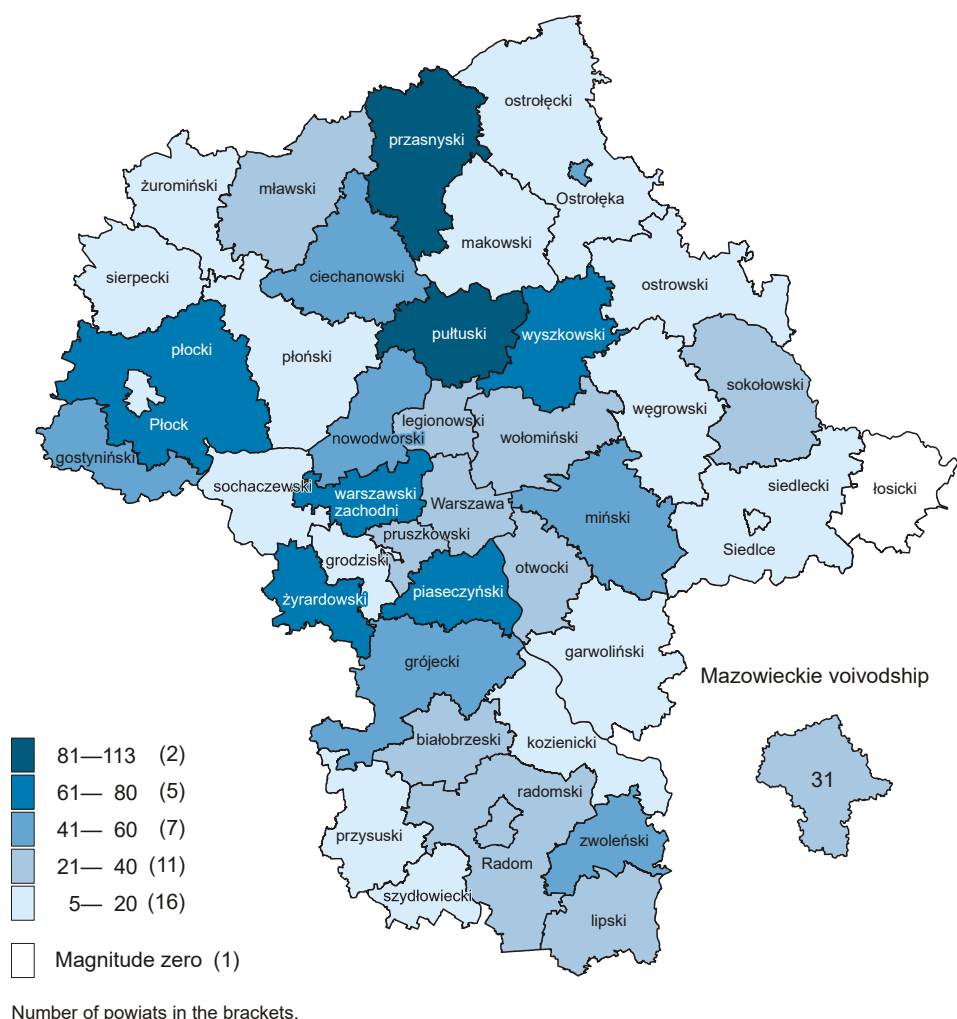 ostrołęcki
przasnyski
żuromiński
mławski
Ostrołęka
makowski
sierpecki
ciechanowski
ostrowski
płocki
pułtuski
wyszkowski
płoński
sokołowski
węgrowski
Płock
legionowski
nowodworski
wołomiński
gostyniński
sochaczewski
warszawski
zachodni
siedlecki
łosicki
Warszawa
miński
pruszkowski
Siedlce
grodziski
otwocki
żyrardowski
piaseczyński
garwoliński
grójecki
Mazowieckie voivodship
białobrzeski
kozienicki
81—113 (2)
61— 80 (5)
41— 60 (7)
21— 40 (11)
5— 20 (16)
Magnitude zero (1)
31
radomski
przysuski
zwoleński
Radom
szydłowiecki
lipski
Number of powiats in the brackets.